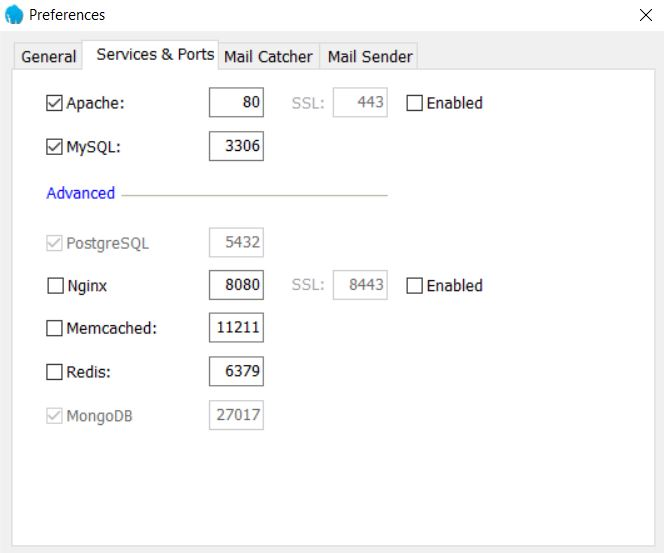 Preferences
General Services & Ports Mail Catcher Mail Sender
Apache: 80 SSL: 443 Enabled
MySQL: 3306
Advanced
PostgreSQL 5432
Nginx 8080 SSL: 8443 Enabled
Memcached: 11211
Redis: 6379
MongoDB 27017